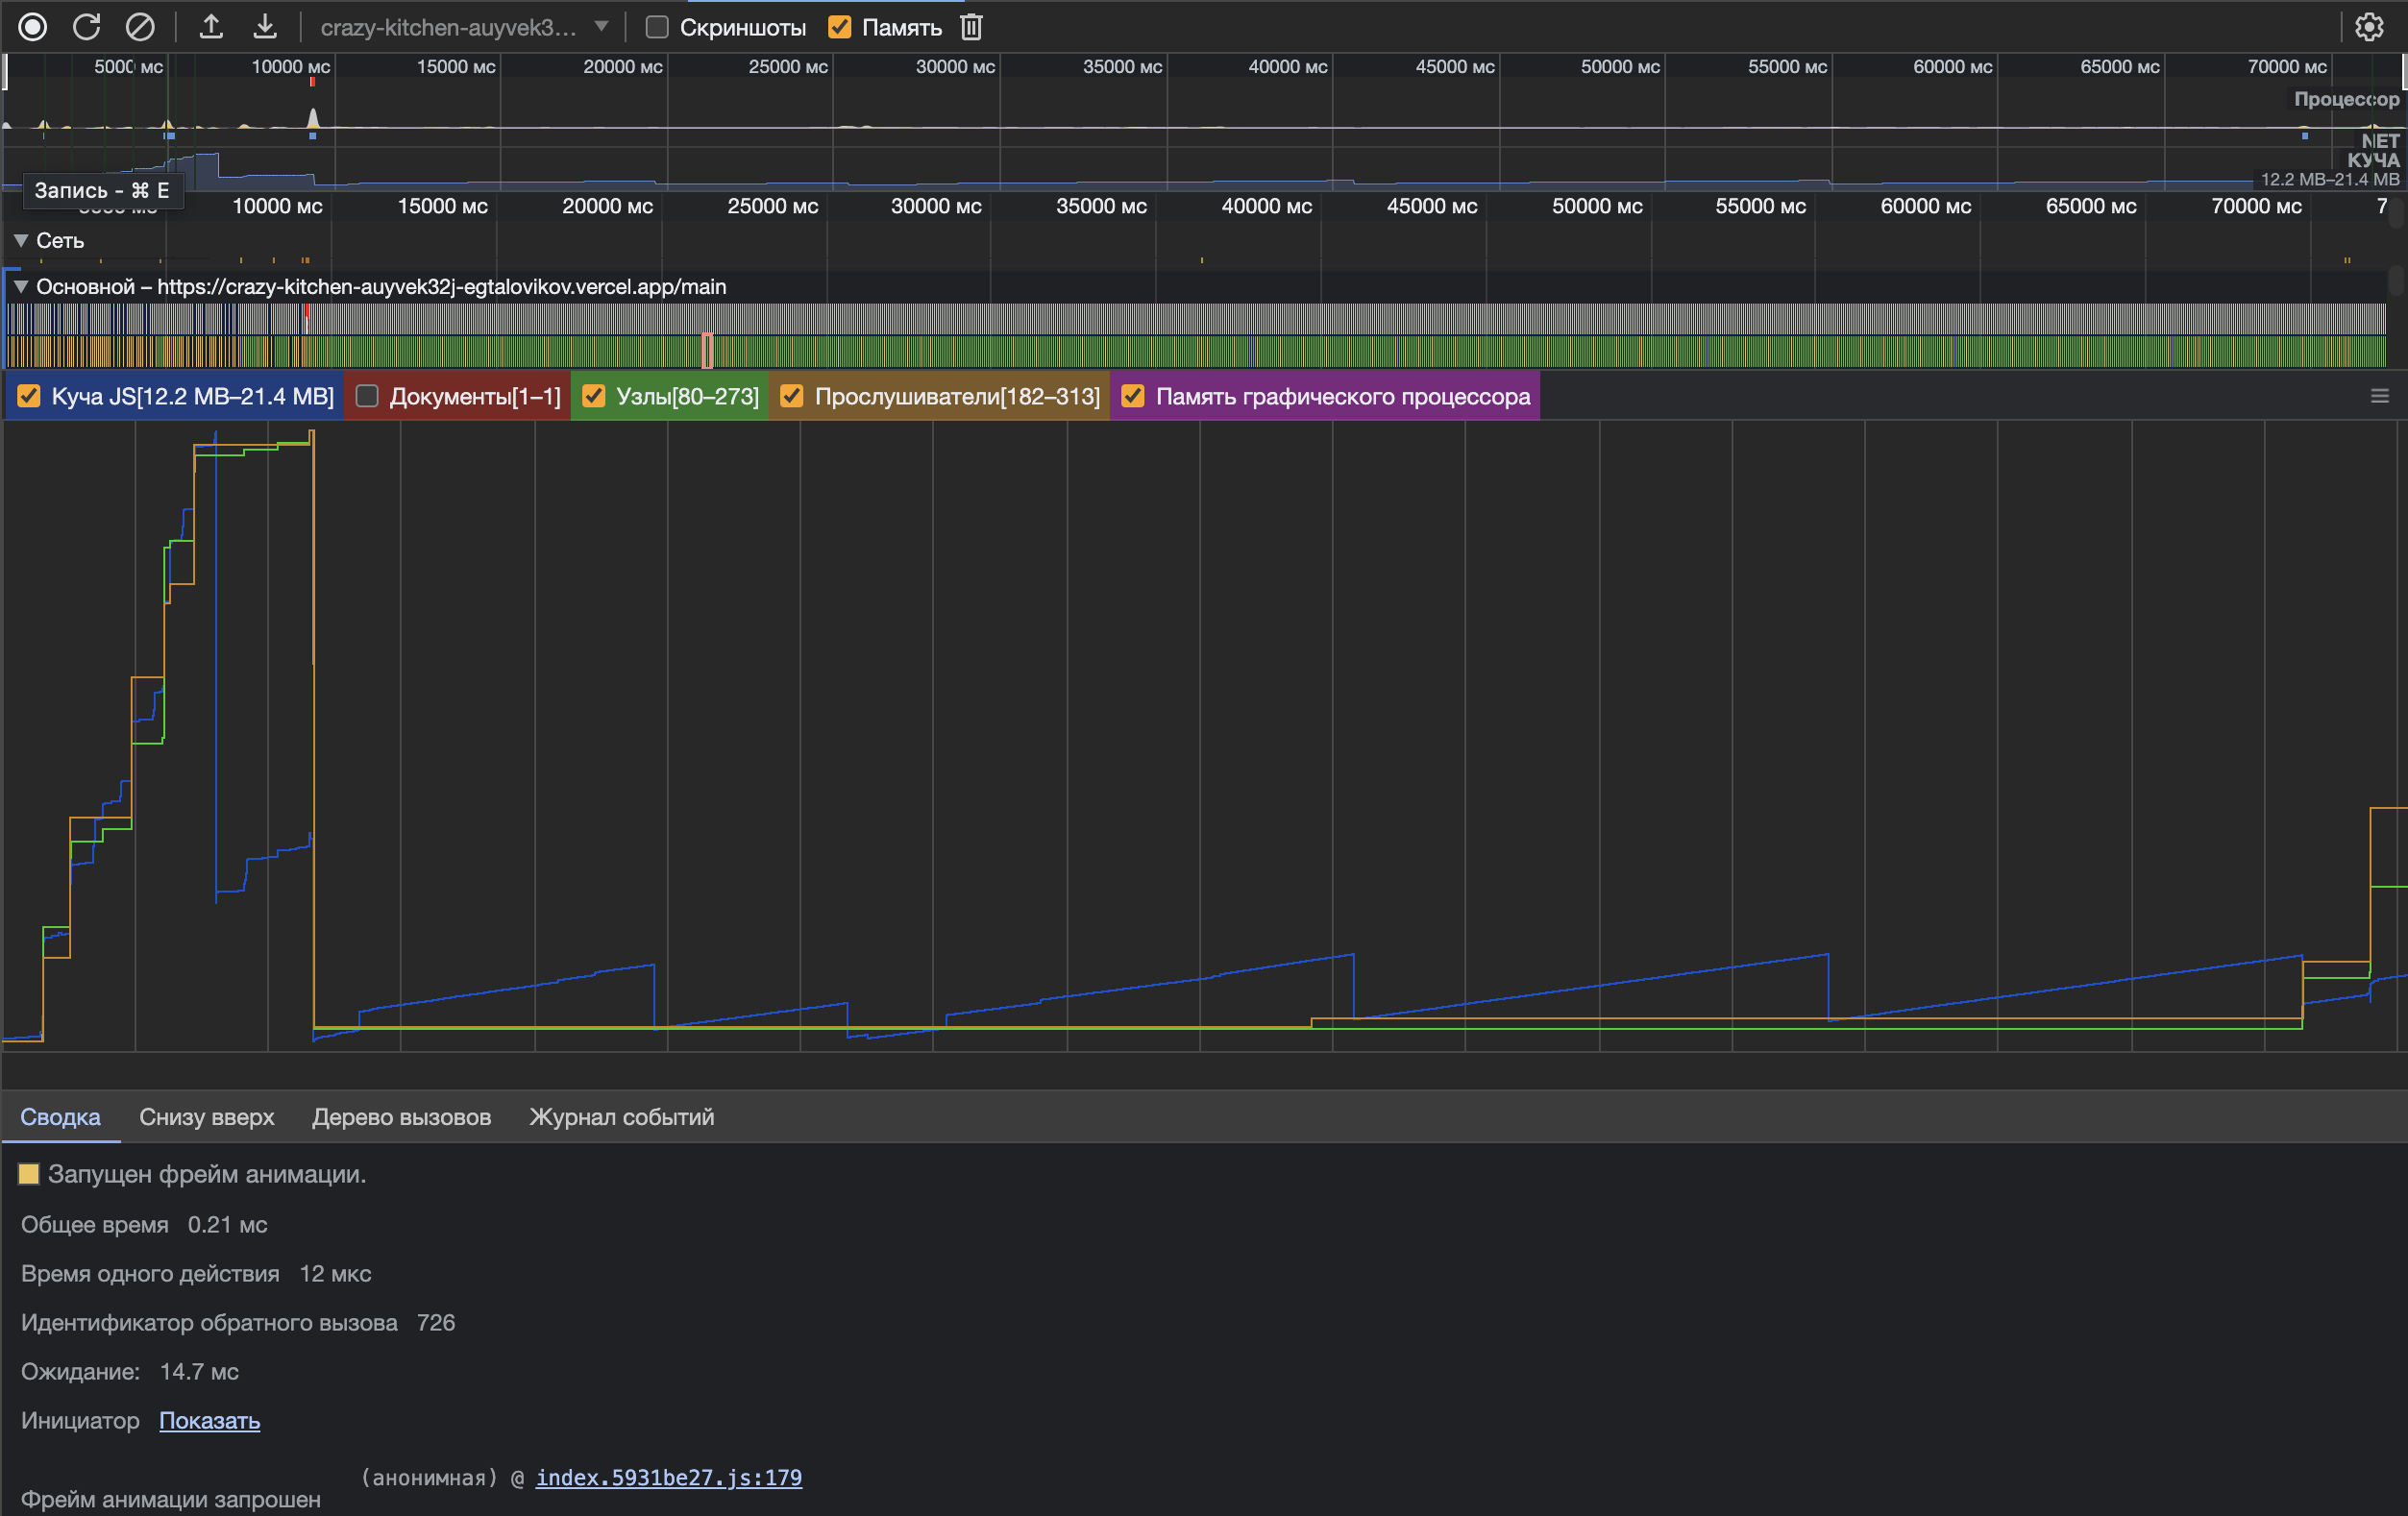 crazy-kitchen-auyvek3... Скриншоты Память
5000 мс 10000 мс 15000 мс 20000 мс 25000 мс 30000 мс 35000 мс 40000 мс 45000 мс 50000 мс 55000 мс 60000 мс 65000 мс 70000 мс
Процессор
NET
КУЧА
12.2 MB–21.4 MB
Запись - ⌘ E
10000 мс 15000 мс 20000 мс 25000 мс 30000 мс 35000 мс 40000 мс 45000 мс 50000 мс 55000 мс 60000 мс 65000 мс 70000 мс 7
Сеть
Основной – https://crazy-kitchen-auyvek32j-egtalovikov.vercel.app/main
Куча JS[12.2 MB–21.4 MB] Документы[1–1] Узлы[80–273] Прослушиватели[182–313] Память графического процессора
Сводка Снизу вверх Дерево вызовов Журнал событий
Запущен фрейм анимации.
Общее время 0.21 мс
Время одного действия 12 мкс
Идентификатор обратного вызова 726
Ожидание: 14.7 мс
Инициатор Показать
(анонимная) @ index.5931be27.js:179
Фрейм анимации запрошен